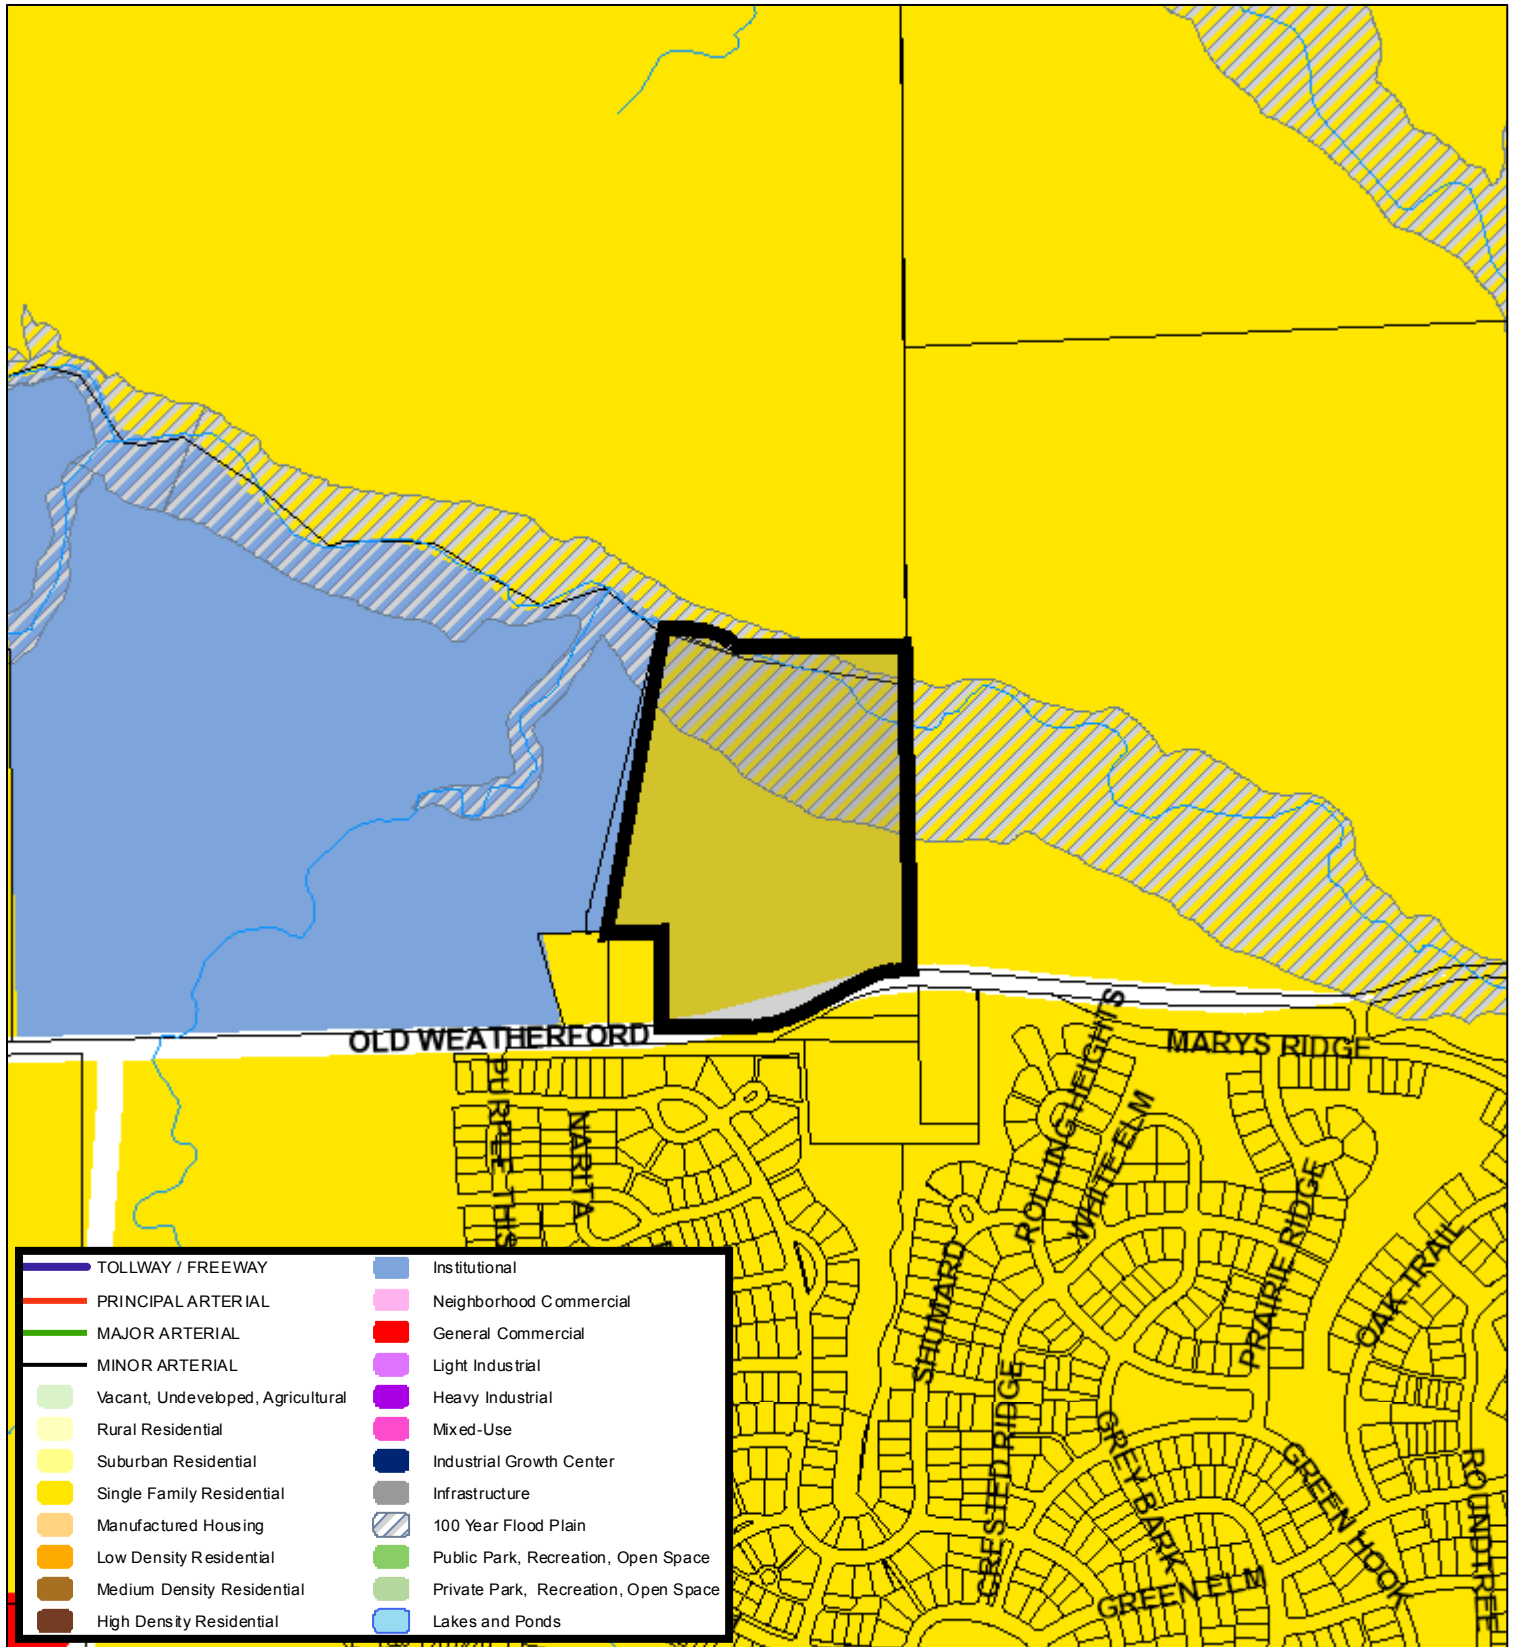 OLD WEATHERFORD
MARYS RIDGE
ROLLING HEIGHTS
WHITE ELM
PURPLE THIS
NARITA
PRAIRIE RIDGE
OAK TRAIL
SHUMARD
CRESTED RIDGE
GREY BARK
GREEN HOOK
ROUNDTREE
GREEN ELM
TOLLWAY / FREEWAY
PRINCIPAL ARTERIAL
MAJOR ARTERIAL
MINOR ARTERIAL
Vacant, Undeveloped, Agricultural
Rural Residential
Suburban Residential
Single Family Residential
Manufactured Housing
Low Density Residential
Medium Density Residential
High Density Residential
Institutional
Neighborhood Commercial
General Commercial
Light Industrial
Heavy Industrial
Mixed-Use
Industrial Growth Center
Infrastructure
100 Year Flood Plain
Public Park, Recreation, Open Space
Private Park, Recreation, Open Space
Lakes and Ponds